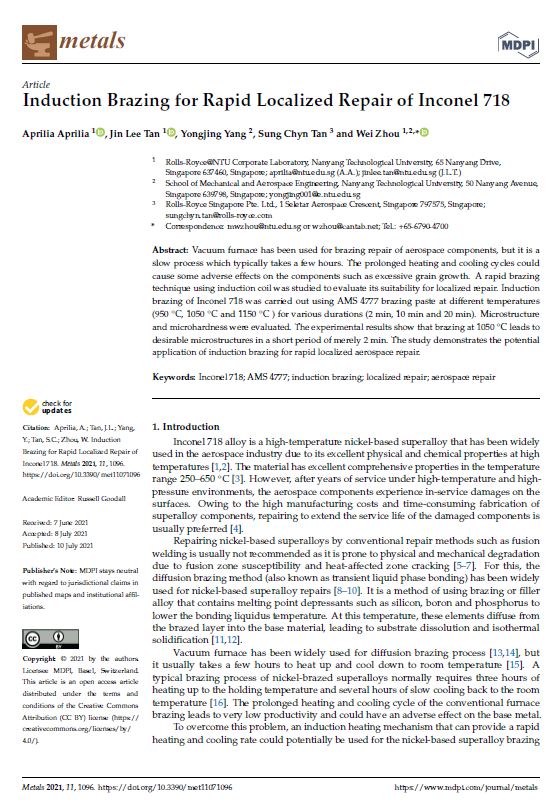 metals
MDPI
Article
Induction Brazing for Rapid Localized Repair of Inconel 718
Aprilia Aprilia 1, Jin Lee Tan 1, Yongjing Yang 2, Sung Chyn Tan 3 and Wei Zhou 1,2,*
1 Rolls-Royce@NTU Corporate Laboratory, Nanyang Technological University, 65 Nanyang Drive,
Singapore 637460, Singapore; aprilia@ntu.edu.sg (A.A.); jinlee.tan@ntu.edu.sg (J.L.T.)
2 School of Mechanical and Aerospace Engineering, Nanyang Technological University, 50 Nanyang Avenue,
Singapore 639798, Singapore; yongjing001@e.ntu.edu.sg
3 Rolls-Royce Singapore Pte. Ltd., 1 Seletar Aerospace Crescent, Singapore 797575, Singapore;
sungchyn.tan@rolls-royce.com
* Correspondence: mwzhou@ntu.edu.sg or wzhou@cantab.net; Tel.: +65-6790-4700
Abstract: Vacuum furnace has been used for brazing repair of aerospace components, but it is a
slow process which typically takes a few hours. The prolonged heating and cooling cycles could
cause some adverse effects on the components such as excessive grain growth. A rapid brazing
technique using induction coil was studied to evaluate its suitability for localized repair. Induction
brazing of Inconel 718 was carried out using AMS 4777 brazing paste at different temperatures
(950 °C, 1050 °C and 1150 °C ) for various durations (2 min, 10 min and 20 min). Microstructure
and microhardness were evaluated. The experimental results show that brazing at 1050 °C leads to
desirable microstructures in a short period of merely 2 min. The study demonstrates the potential
application of induction brazing for rapid localized aerospace repair.
Keywords: Inconel 718; AMS 4777; induction brazing; localized repair; aerospace repair
check for
updates
Citation: Aprilia, A.; Tan, J.L.; Yang,
Y.; Tan, S.C.; Zhou, W. Induction
Brazing for Rapid Localized Repair of
Inconel 718. Metals 2021, 11, 1096.
https://doi.org/10.3390/met11071096
Academic Editor: Russell Goodall
Received: 7 June 2021
Accepted: 8 July 2021
Published: 10 July 2021
Publisher's Note: MDPI stays neutral
with regard to jurisdictional claims in
published maps and institutional affil-
iations.
CC BY
Copyright: © 2021 by the authors.
Licensee MDPI, Basel, Switzerland.
This article is an open access article
distributed under the terms and
conditions of the Creative Commons
Attribution (CC BY) license (https://
creativecommons.org/licenses/by/
4.0/).
1. Introduction
Inconel 718 alloy is a high-temperature nickel-based superalloy that has been widely
used in the aerospace industry due to its excellent physical and chemical properties at high
temperatures [1,2]. The material has excellent comprehensive properties in the temperature
range 250–650 °C [3]. However, after years of service under high-temperature and high-
pressure environments, the aerospace components experience in-service damages on the
surfaces. Owing to the high manufacturing costs and time-consuming fabrication of
superalloy components, repairing to extend the service life of the damaged components is
usually preferred [4].
Repairing nickel-based superalloys by conventional repair methods such as fusion
welding is usually not recommended as it is prone to physical and mechanical degradation
due to fusion zone susceptibility and heat-affected zone cracking [5–7]. For this, the
diffusion brazing method (also known as transient liquid phase bonding) has been widely
used for nickel-based superalloy repairs [8–10]. It is a method of using brazing or filler
alloy that contains melting point depressants such as silicon, boron and phosphorus to
lower the bonding liquidus temperature. At this temperature, these elements diffuse from
the brazed layer into the base material, leading to substrate dissolution and isothermal
solidification [11,12].
Vacuum furnace has been widely used for diffusion brazing process [13,14], but
it usually takes a few hours to heat up and cool down to room temperature [15]. A
typical brazing process of nickel-brazed superalloys normally requires three hours of
heating up to the holding temperature and several hours of slow cooling back to the room
temperature [16]. The prolonged heating and cooling cycle of the conventional furnace
brazing leads to very low productivity and could have an adverse effect on the base metal.
To overcome this problem, an induction heating mechanism that can provide a rapid
heating and cooling rate could potentially be used for the nickel-based superalloy brazing
Metals 2021, 11, 1096. https://doi.org/10.3390/met11071096
https://www.mdpi.com/journal/metals